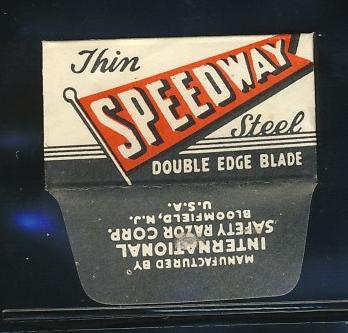 Thin
SPEEDWAY
Steel
DOUBLE EDGE BLADE
MANUFACTURED BY
INTERNATIONAL
SAFETY RAZOR CORP.
BLOOMFIELD, N.J.
U.S.A.